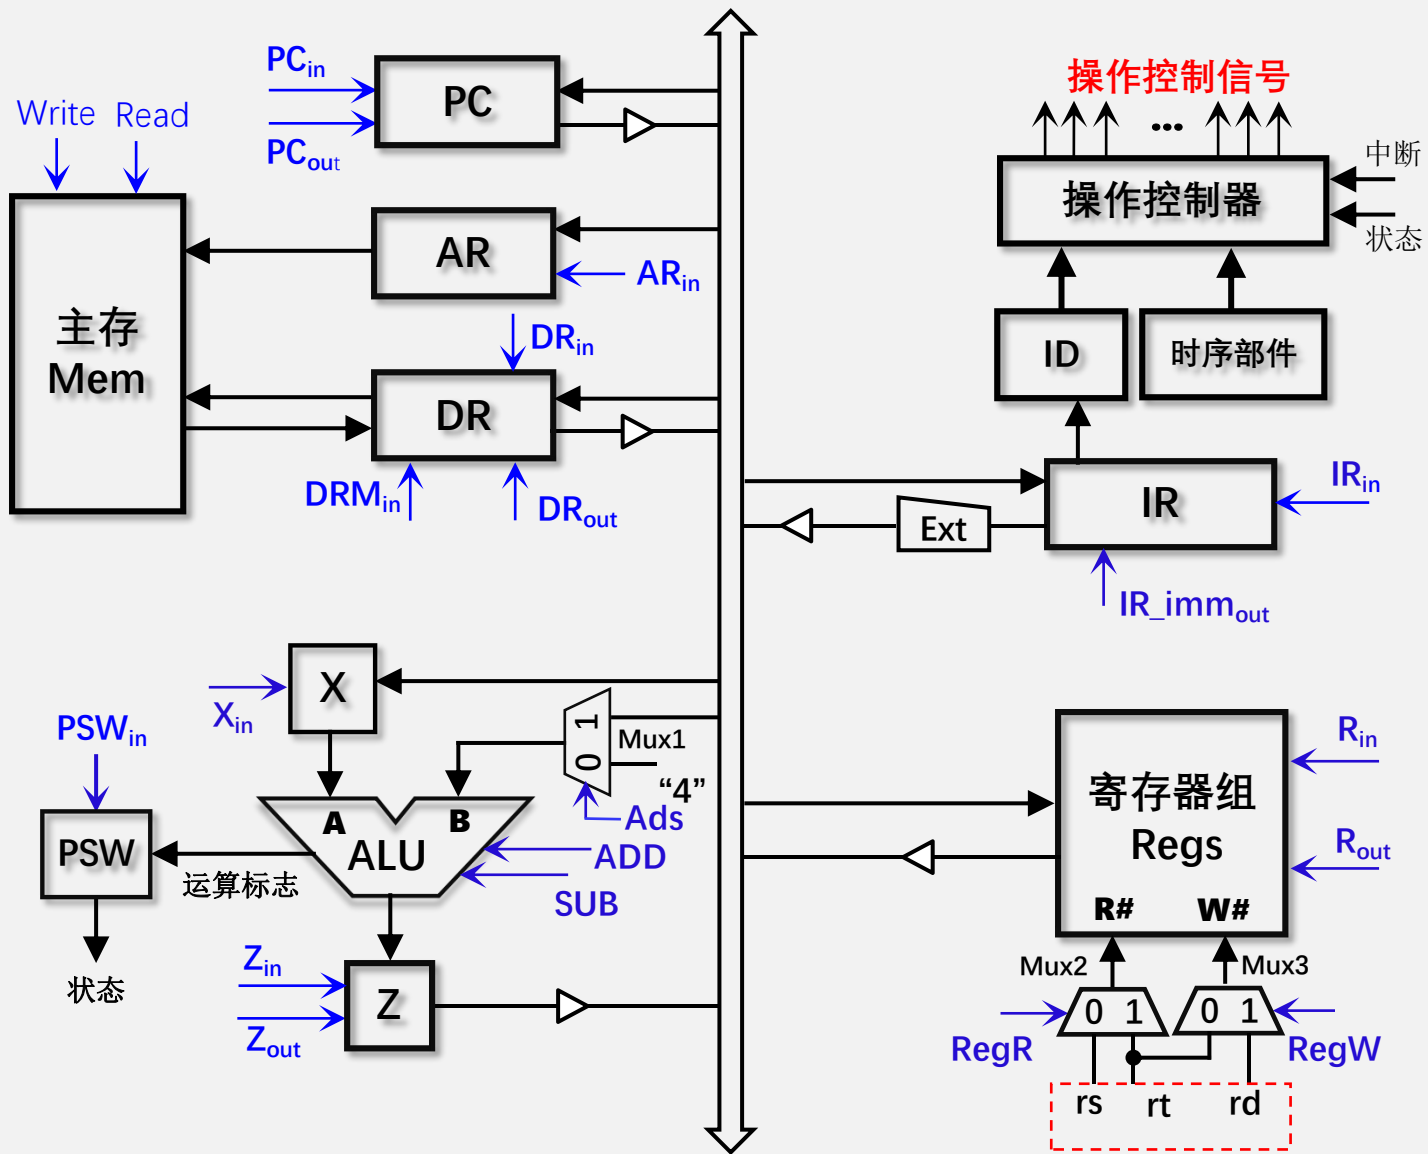 操作控制信号
PCin
PC
Write
Read
...
PCout
中断
操作控制器
状态
AR
ARin
主存
Mem
DRin
ID
时序部件
DR
DRMin
DRout
IR
IRin
Ext
IR_immout
X
Xin
PSWin
1
0
Mux1
“4”
Ads
A
B
ALU
ADD
SUB
PSW
运算标志
状态
寄存器组
Regs
Rin
Rout
R#
W#
Zin
Z
Zout
Mux2
Mux3
0 1
0 1
RegR
RegW
rs
rt
rd